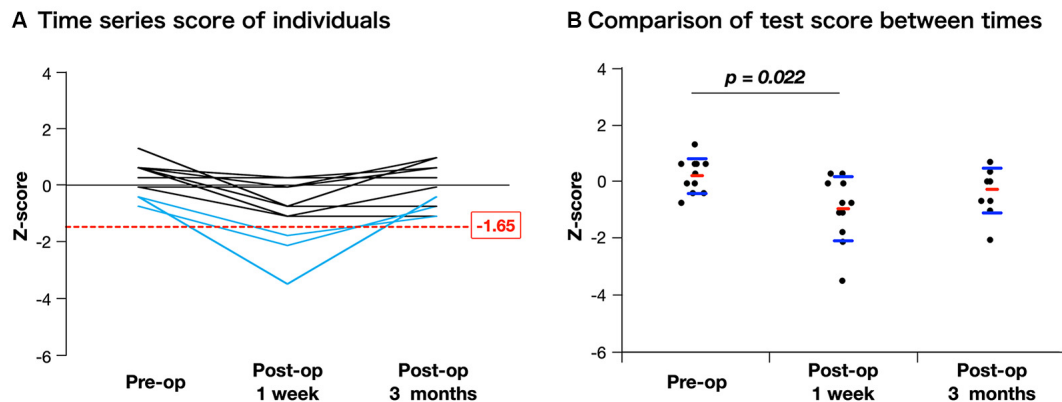 A Time series score of individuals
Z-score
4
2
0
-2
-4
-6
-1.65
Pre-op
Post-op
1 week
Post-op
3 months
B Comparison of test score between times
Z-score
4
2
0
-2
-4
-6
p = 0.022
Pre-op
Post-op
1 week
Post-op
3 months